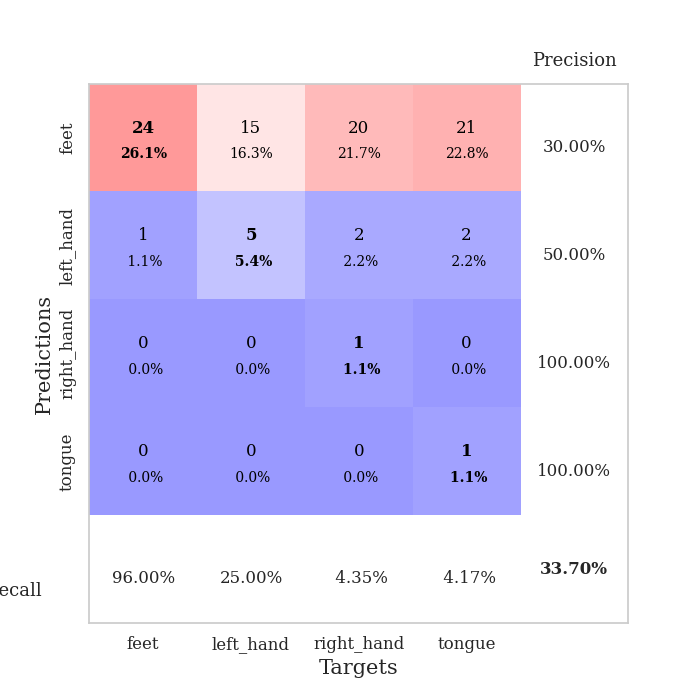 Precision
feet 24 15 20 21 30.00%
26.1% 16.3% 21.7% 22.8%
left_hand 1 5 2 2 50.00%
1.1% 5.4% 2.2% 2.2%
right_hand 0 0 1 0 100.00%
0.0% 0.0% 1.1% 0.0%
tongue 0 0 0 1 100.00%
0.0% 0.0% 0.0% 1.1%
Predictions
ecall 96.00% 25.00% 4.35% 4.17% 33.70%
feet left_hand right_hand tongue
Targets